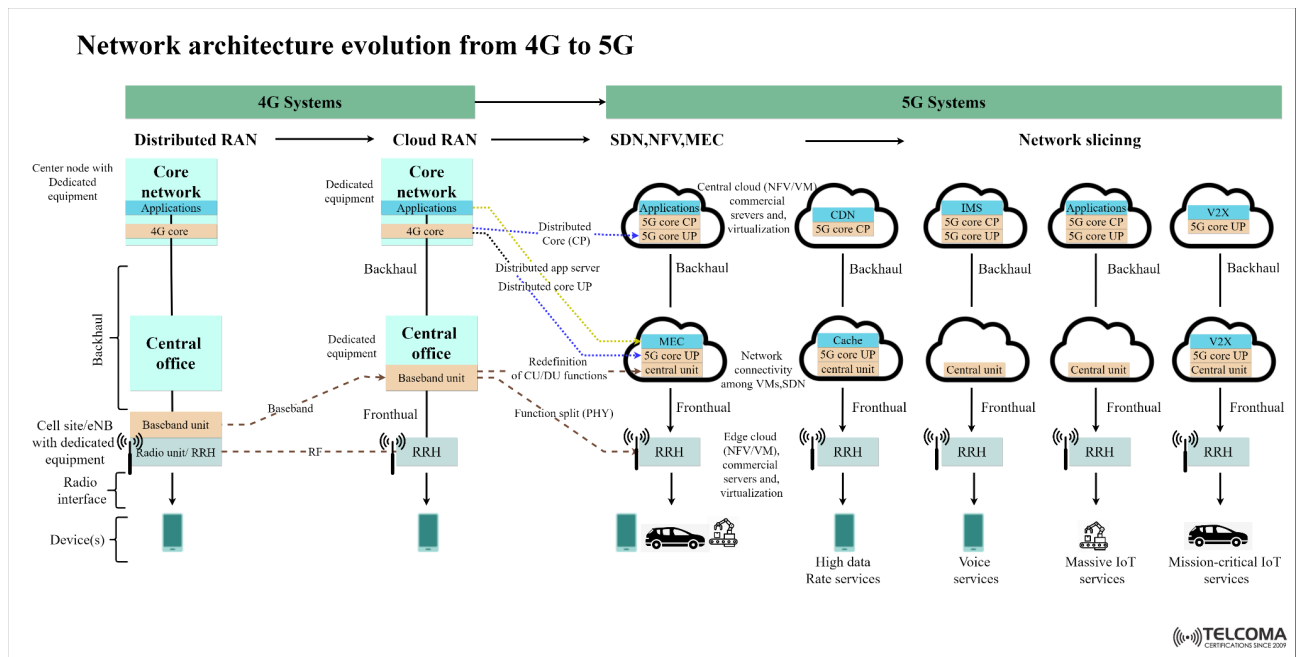 Network architecture evolution from 4G to 5G
4G Systems
5G Systems
Distributed RAN
Cloud RAN
SDN,NFV,MEC
Network slicinng
Center node with
Dedicated
equipment
Core
network
Applications
4G core
Dedicated
equipment
Core
network
Applications
4G core
Distributed
Core (CP)
Applications
5G core CP
5G core UP
Central cloud (NFV/VM)
commercial
srevers and,
virtualization
CDN
5G core CP
IMS
5G core CP
5G core UP
Applications
5G core CP
5G core UP
V2X
5G core UP
Backhaul
Backhaul
Distributed app server
Distributed core UP
Backhaul
Backhaul
Backhaul
Backhaul
Backhaul
Central
office
Dedicated
equipment
Central
office
Baseband unit
Redefinition
of CU/DU functions
MEC
5G core UP
central unit
Network
connectivity
among VMs,SDN
Cache
5G core UP
central unit
Central unit
Central unit
V2X
5G core UP
Central unit
Baseband
Fronthual
Function split (PHY)
Fronthual
Fronthual
Fronthual
Fronthual
Fronthual
Cell site/eNB
with dedicated
equipment
Baseband unit
Radio unit/ RRH
RF
RRH
RRH
Edge cloud
(NFV/VM),
commercial
servers and,
virtualization
RRH
RRH
RRH
RRH
Radio
interface
Device(s)
High data
Rate services
Voice
services
Massive IoT
services
Mission-critical IoT
services
TELCOMA
CERTIFICATIONS SINCE 2009